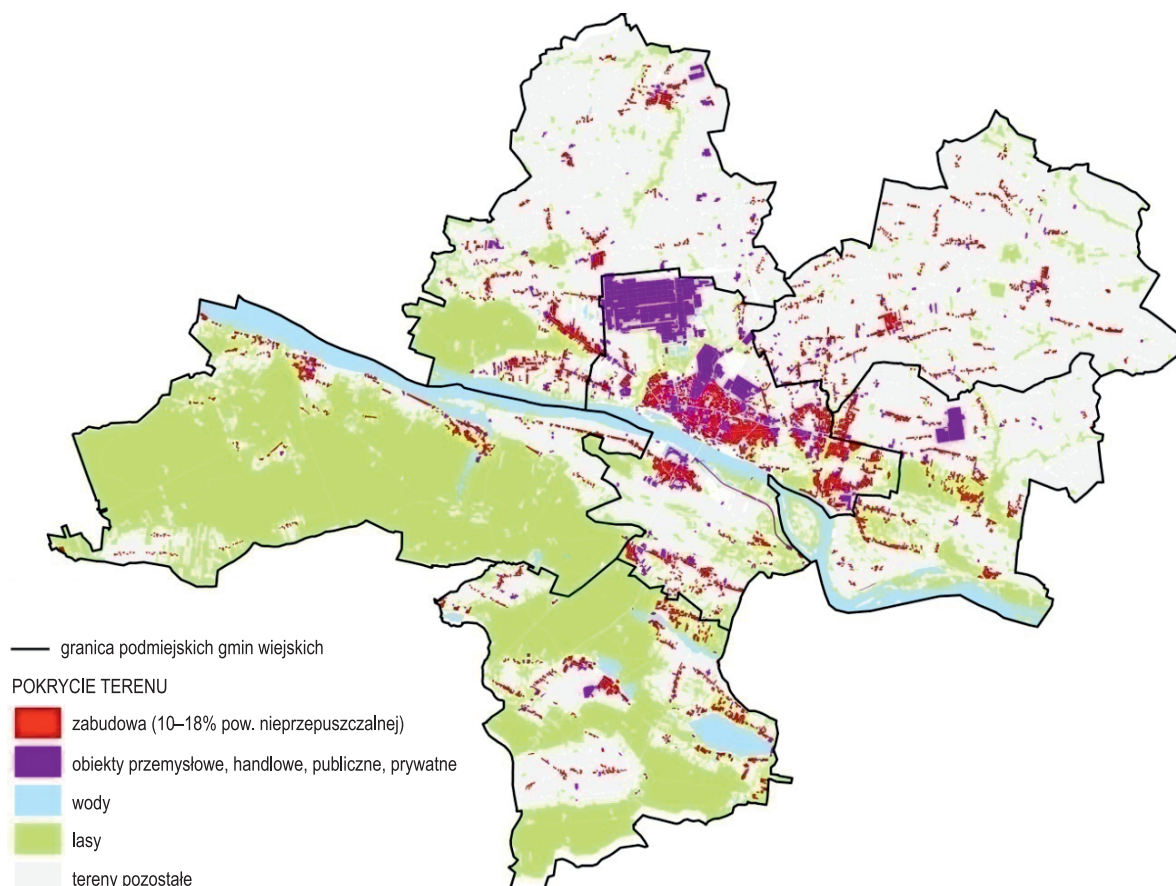 granica podmiejskich gmin wiejskich
POKRYCIE TERENU
zabudowa (10–18% pow. nieprzepuszczalnej)
obiekty przemysłowe, handlowe, publiczne, prywatne
wody
lasy
tereny pozostałe